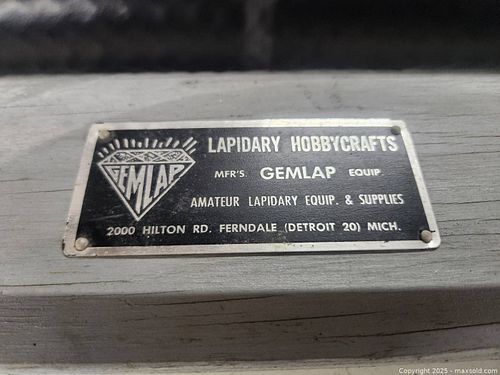 LAPIDARY HOBBYCRAFTS
GEMLAP
MFR'S GEMLAP EQUIP.
AMATEUR LAPIDARY EQUIP. & SUPPLIES
2000 HILTON RD. FERNDALE (DETROIT 20) MICH.
Copyright 2025 - maxsold.com